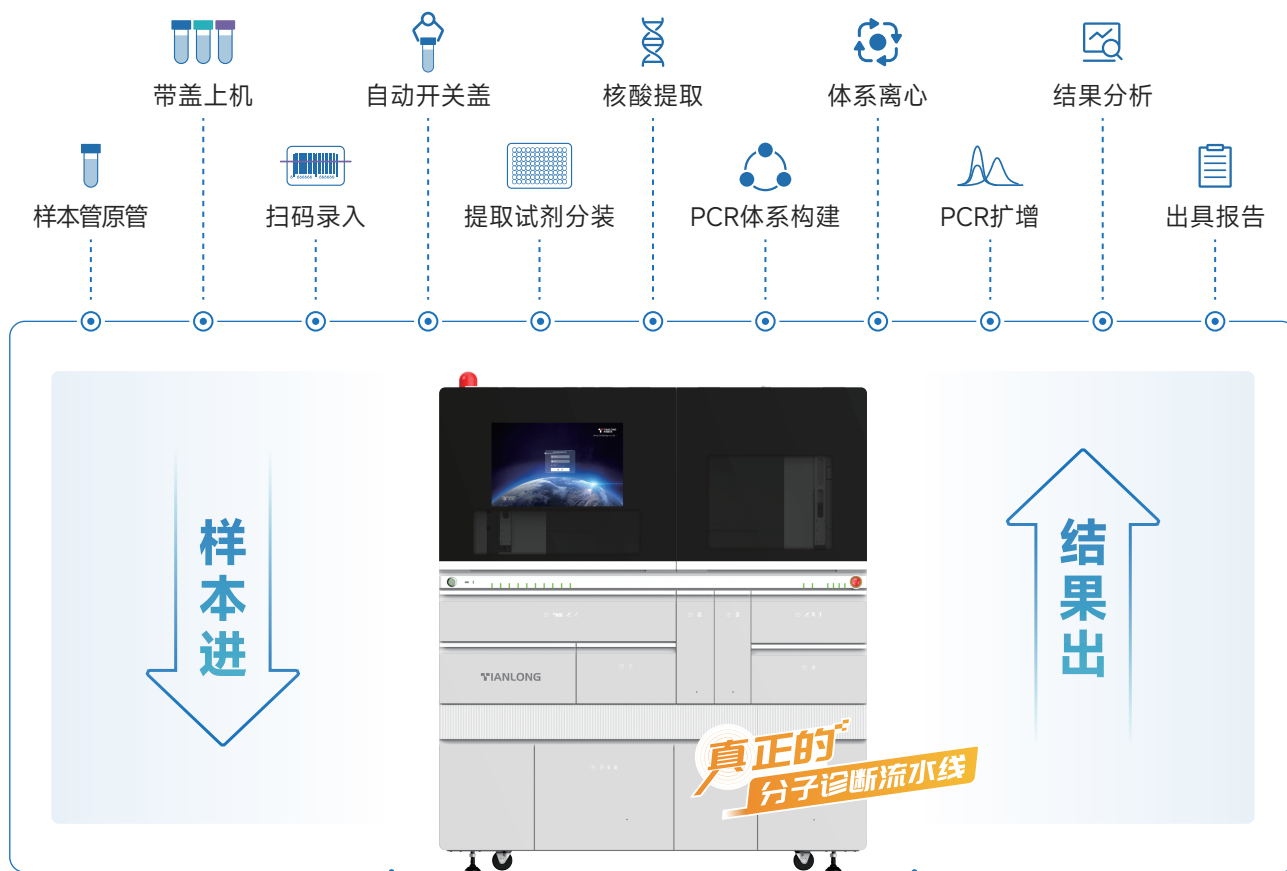 带盖上机
自动开关盖
核酸提取
体系离心
结果分析
样本管原管
扫码录入
提取试剂分装
PCR体系构建
PCR扩增
出具报告
样本进
结果出
TIANLONG
真正的
分子诊断流水线